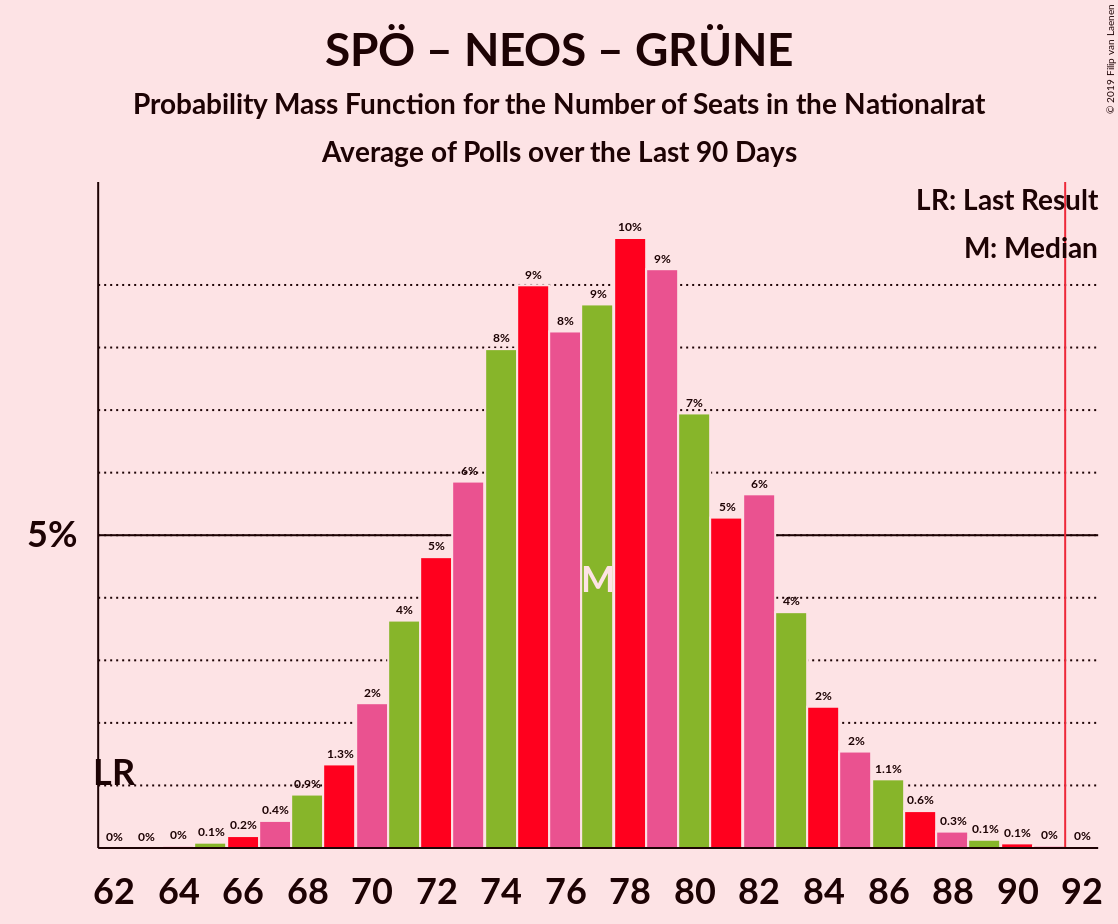 SPÖ – NEOS – GRÜNE
Probability Mass Function for the Number of Seats in the Nationalrat
Average of Polls over the Last 90 Days
© 2019 Filip van Laenen
LR: Last Result
M: Median
5%
LR
M
0% 0% 0% 0.1% 0.2% 0.4% 0.9% 1.3% 2% 4% 5% 6% 8% 9% 8% 9% 10% 9% 7% 5% 6% 4% 2% 2% 1.1% 0.6% 0.3% 0.1% 0.1% 0% 0%
62 64 66 68 70 72 74 76 78 80 82 84 86 88 90 92